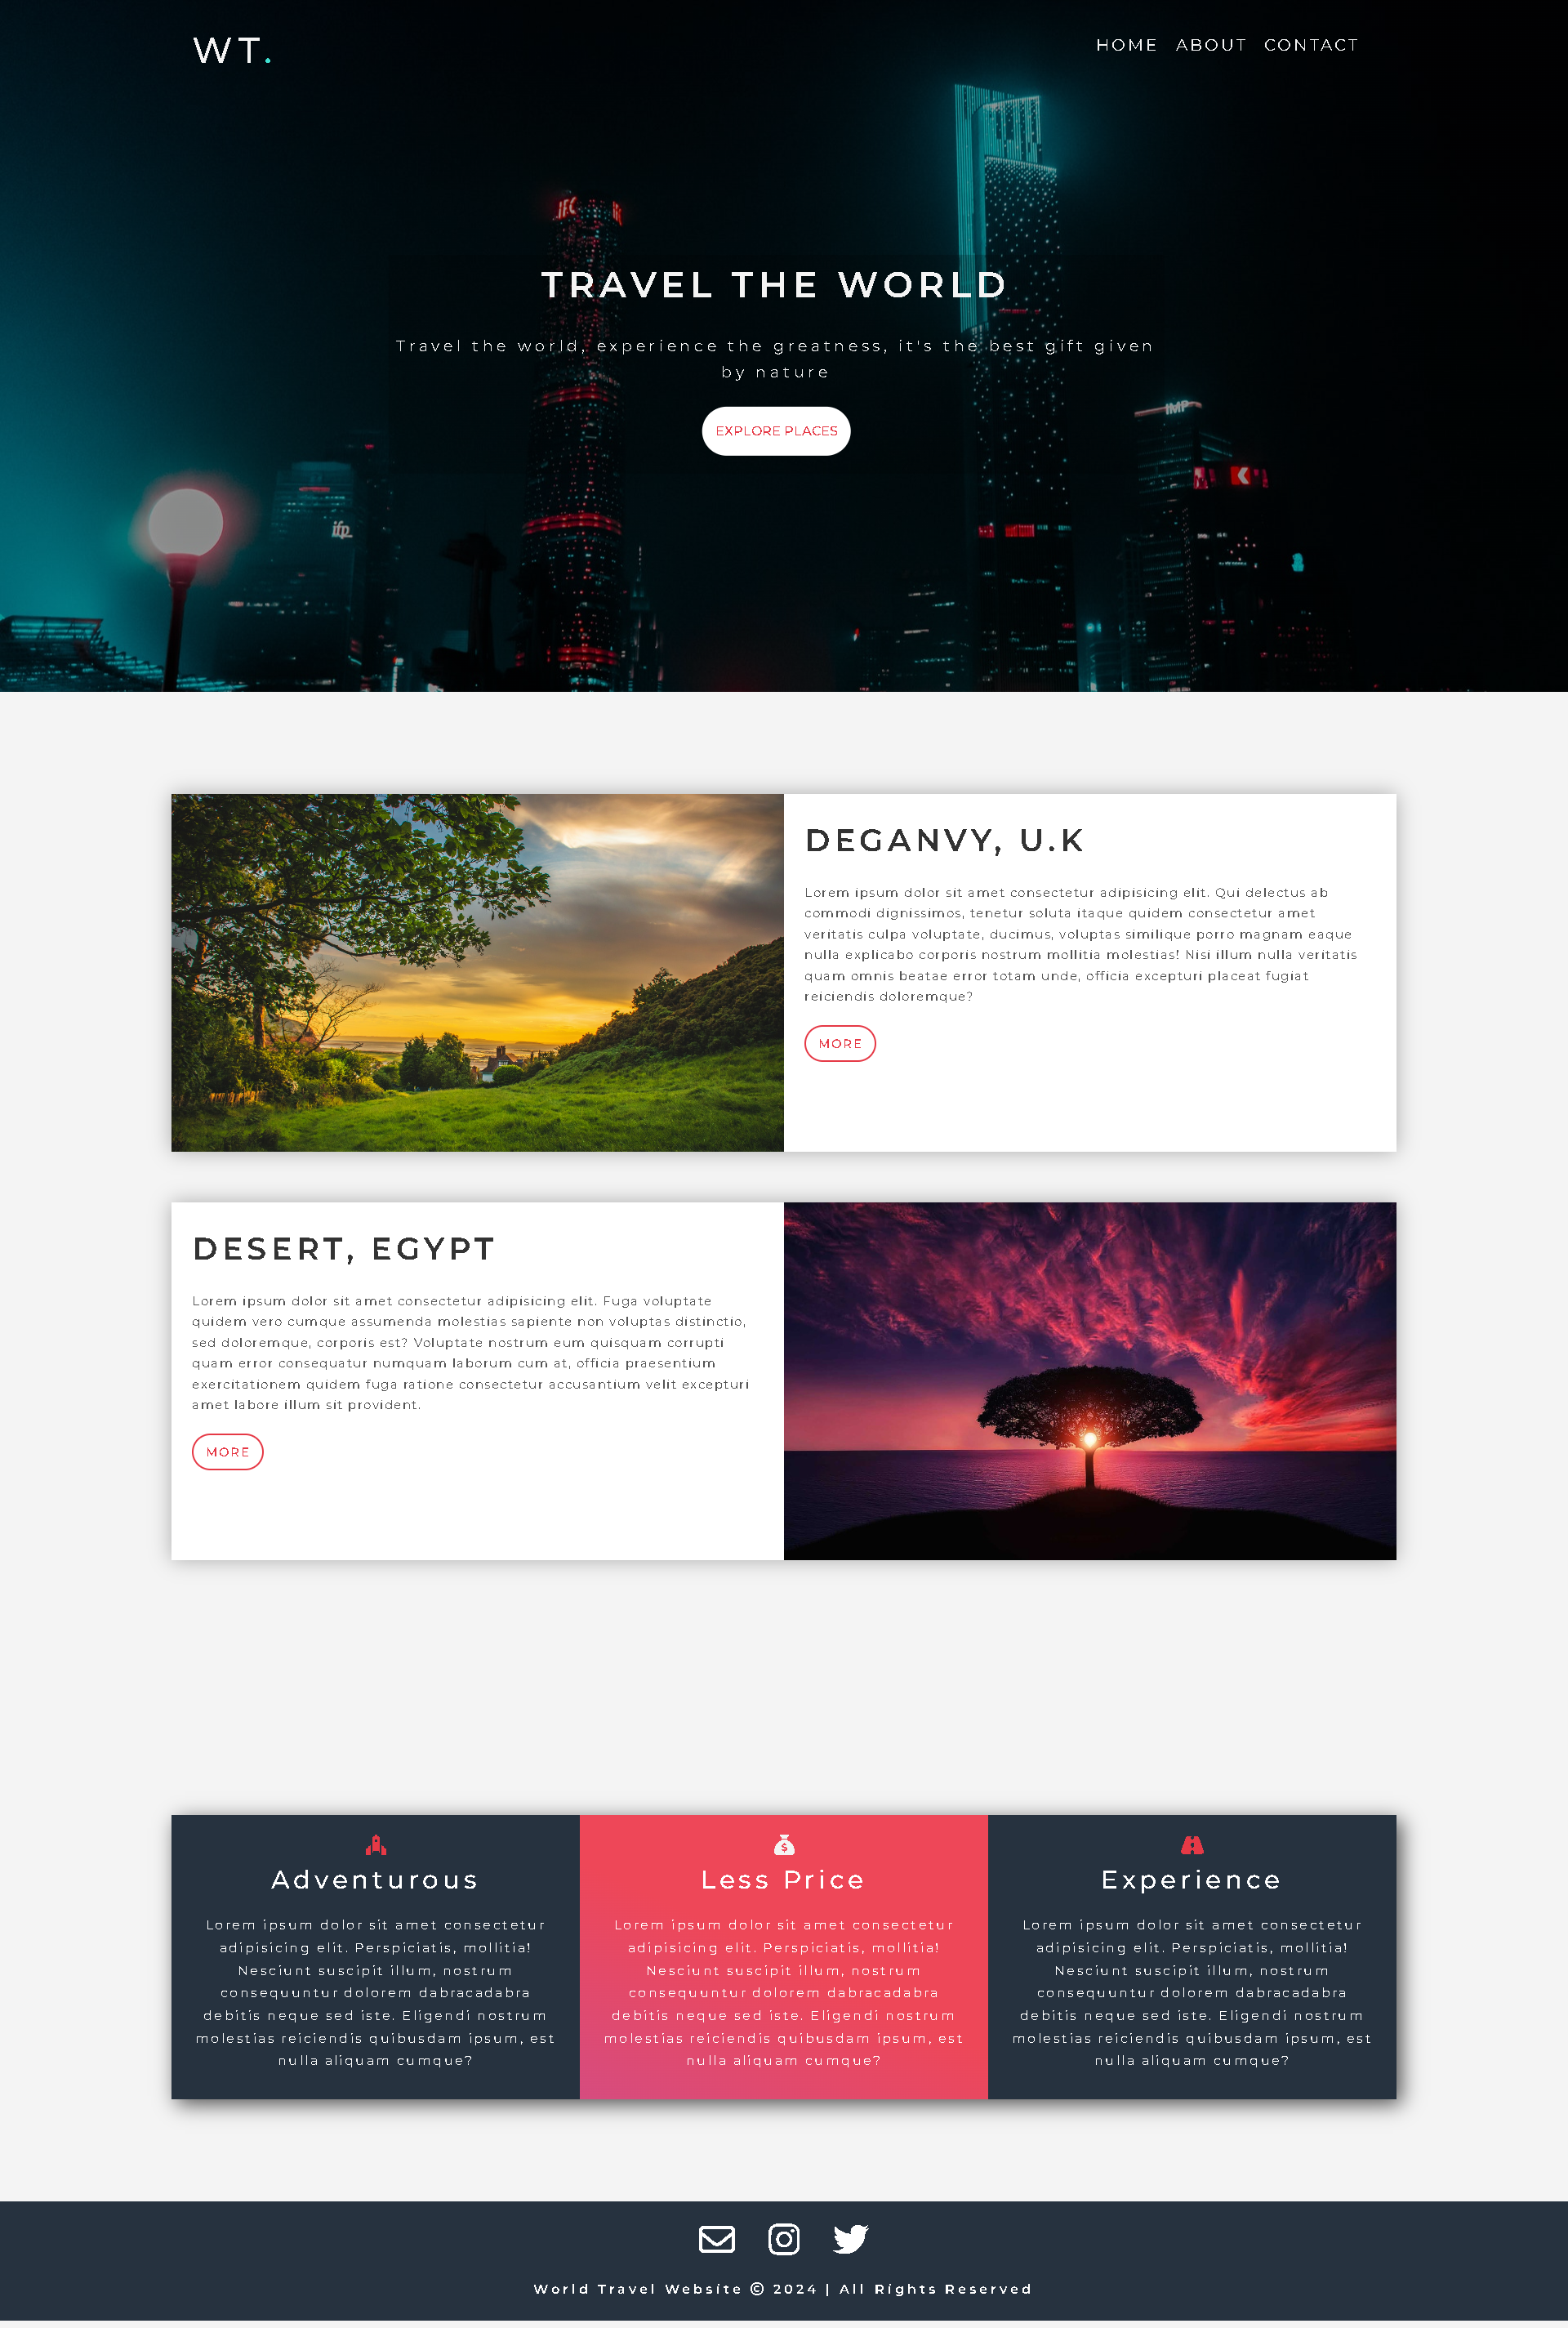 WT.
HOME ABOUT CONTACT
IFC
TRAVEL THE WORLD
Travel the world, experience the greatness, it's the best gift given
by nature
IMP
EXPLORE PLACES
ifp
DEGANVY, U.K
Lorem ipsum dolor sit amet consectetur adipisicing elit. Qui delectus ab
commodi dignissimos, tenetur soluta itaque quidem consectetur amet
veritatis culpa voluptate, ducimus, voluptas similique porro magnam eaque
nulla explicabo corporis nostrum mollitia molestias! Nisi illum nulla veritatis
quam omnis beatae error totam unde, officia excepturi placeat fugiat
reiciendis doloremque?
MORE
DESERT, EGYPT
Lorem ipsum dolor sit amet consectetur adipisicing elit. Fuga voluptate
quidem vero cumque assumenda molestias sapiente non voluptas distinctio,
sed doloremque, corporis est? Voluptate nostrum eum quisquam corrupti
quam error consequatur numquam laborum cum at, officia praesentium
exercitationem quidem fuga ratione consectetur accusantium velit excepturi
amet labore illum sit provident.
MORE
Adventurous
Lorem ipsum dolor sit amet consectetur
adipisicing elit. Perspiciatis, mollitia!
Nesciunt suscipit illum, nostrum
consequuntur dolorem dabracadabra
debitis neque sed iste. Eligendi nostrum
molestias reiciendis quibusdam ipsum, est
nulla aliquam cumque?
$
Less Price
Lorem ipsum dolor sit amet consectetur
adipisicing elit. Perspiciatis, mollitia!
Nesciunt suscipit illum, nostrum
consequuntur dolorem dabracadabra
debitis neque sed iste. Eligendi nostrum
molestias reiciendis quibusdam ipsum, est
nulla aliquam cumque?
Experience
Lorem ipsum dolor sit amet consectetur
adipisicing elit. Perspiciatis, mollitia!
Nesciunt suscipit illum, nostrum
consequuntur dolorem dabracadabra
debitis neque sed iste. Eligendi nostrum
molestias reiciendis quibusdam ipsum, est
nulla aliquam cumque?
World Travel Website © 2024 | All Rights Reserved